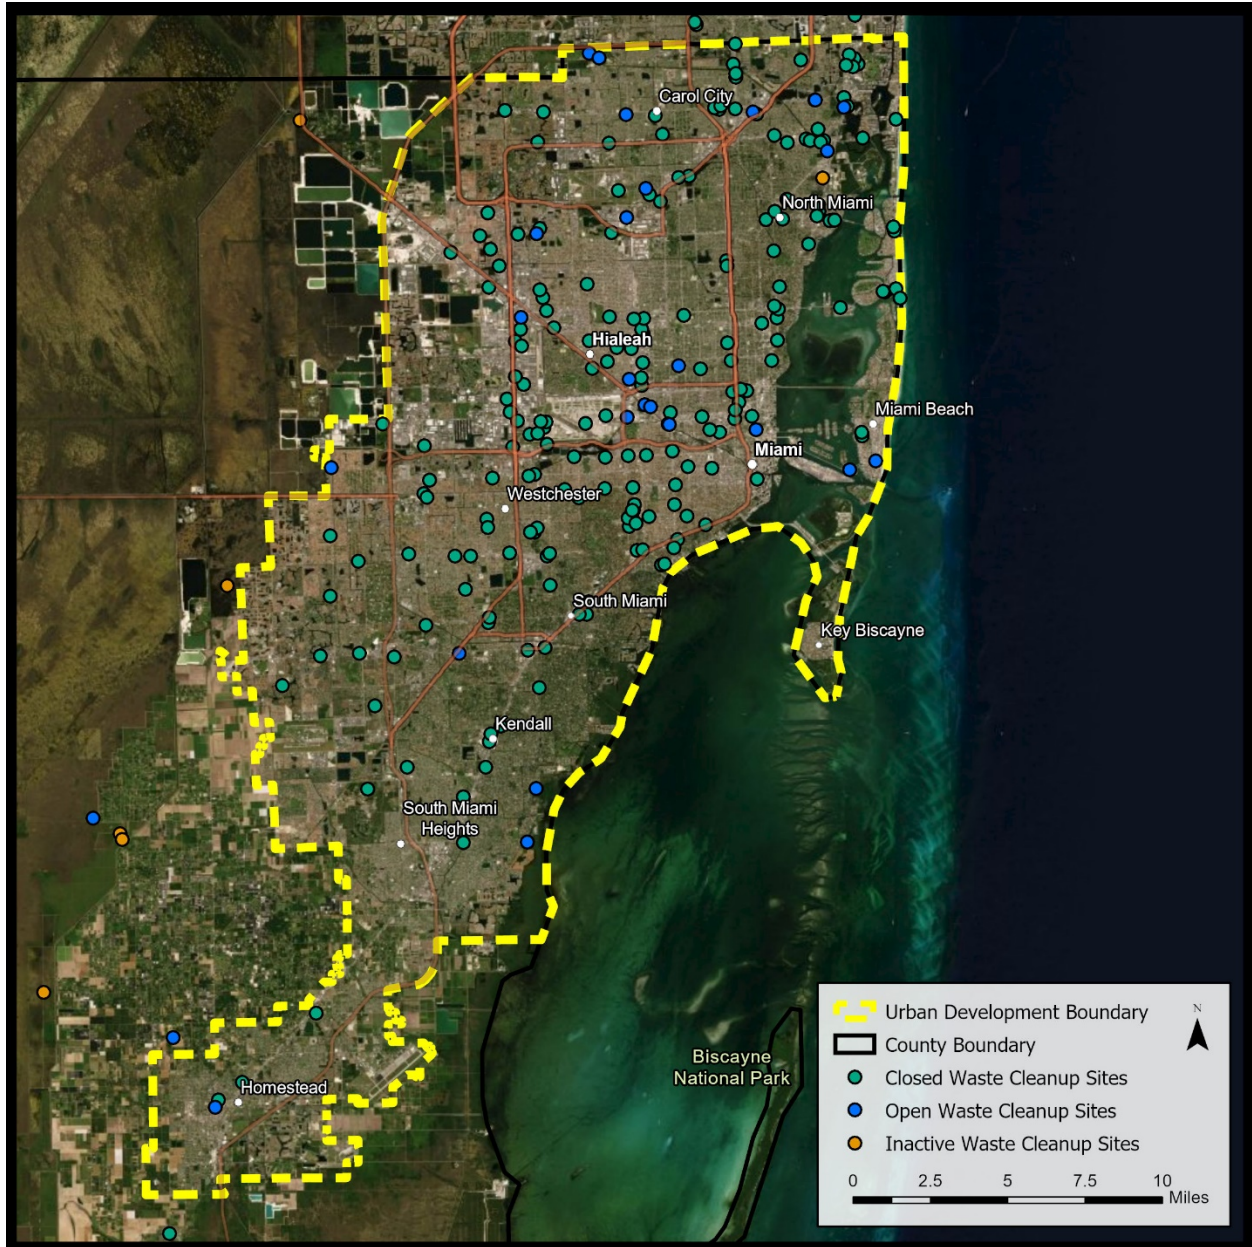 Carol City
North Miami
Hialeah
Miami Beach
Miami
Westchester
South Miami
Key Biscayne
Kendall
South Miami
Heights
Homestead
Biscayne
National Park
N
Urban Development Boundary
County Boundary
Closed Waste Cleanup Sites
Open Waste Cleanup Sites
Inactive Waste Cleanup Sites
0 2.5 5 7.5 10
Miles